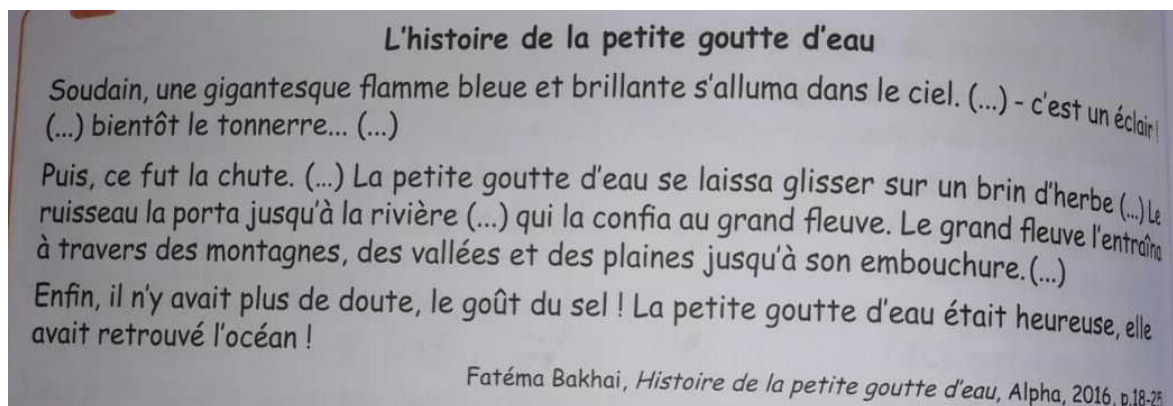 L'histoire de la petite goutte d'eau
Soudain, une gigantesque flamme bleue et brillante s'alluma dans le ciel. (...) - c'est un éclair !
(...) bientôt le tonnerre... (...)
Puis, ce fut la chute. (...) La petite goutte d'eau se laissa glisser sur un brin d'herbe (...) Le
ruisseau la porta jusqu'à la rivière (...) qui la confia au grand fleuve. Le grand fleuve l'entraîna
à travers des montagnes, des vallées et des plaines jusqu'à son embouchure. (...)
Enfin, il n'y avait plus de doute, le goût du sel ! La petite goutte d'eau était heureuse, elle
avait retrouvé l'océan !
Fatéma Bakhai, Histoire de la petite goutte d'eau, Alpha, 2016, p.18-25